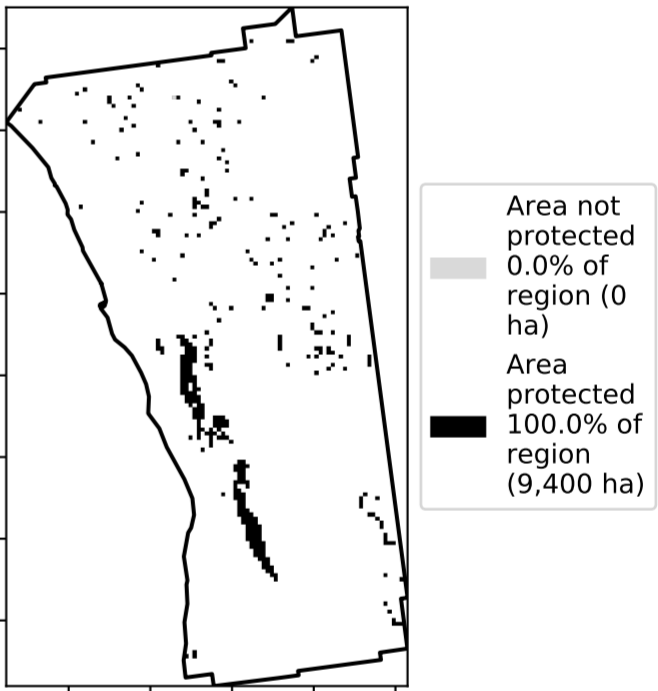 Area not
protected
0.0% of
region (0
ha)
Area
protected
100.0% of
region
(9,400 ha)